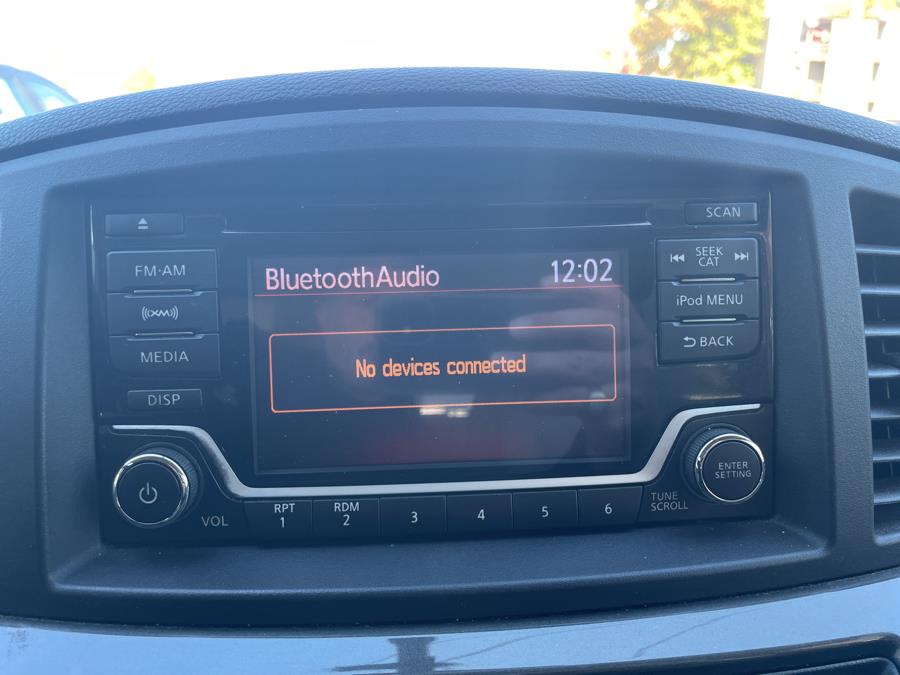 SCAN
FM·AM
SEEK
CAT
BluetoothAudio 12:02
((XM))
iPod MENU
MEDIA
BACK
No devices connected
DISP
ENTER
SETTING
VOL
RPT
1
RDM
2
3
4
5
6
TUNE
SCROLL